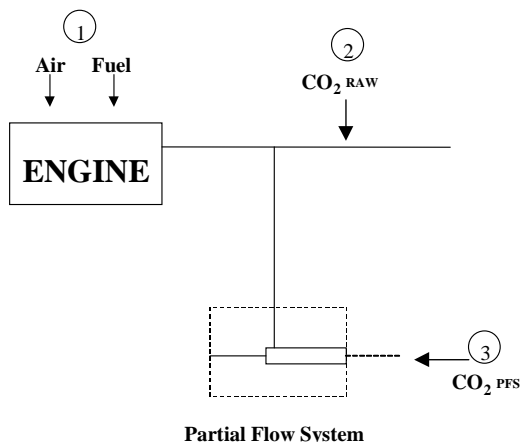 1
Air Fuel
ENGINE
2
CO2 RAW
3
CO2 PFS
Partial Flow System